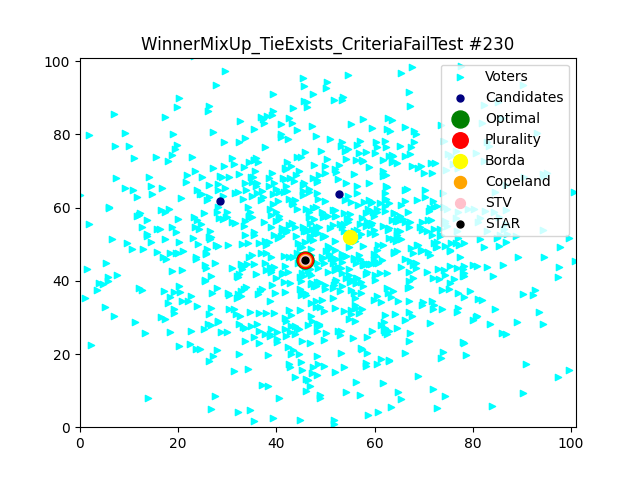 WinnerMixUp_TieExists_CriteriaFailTest #230
100
80
60
40
20
0
0
20
40
60
80
100
Voters
Candidates
Optimal
Plurality
Borda
Copeland
STV
STAR